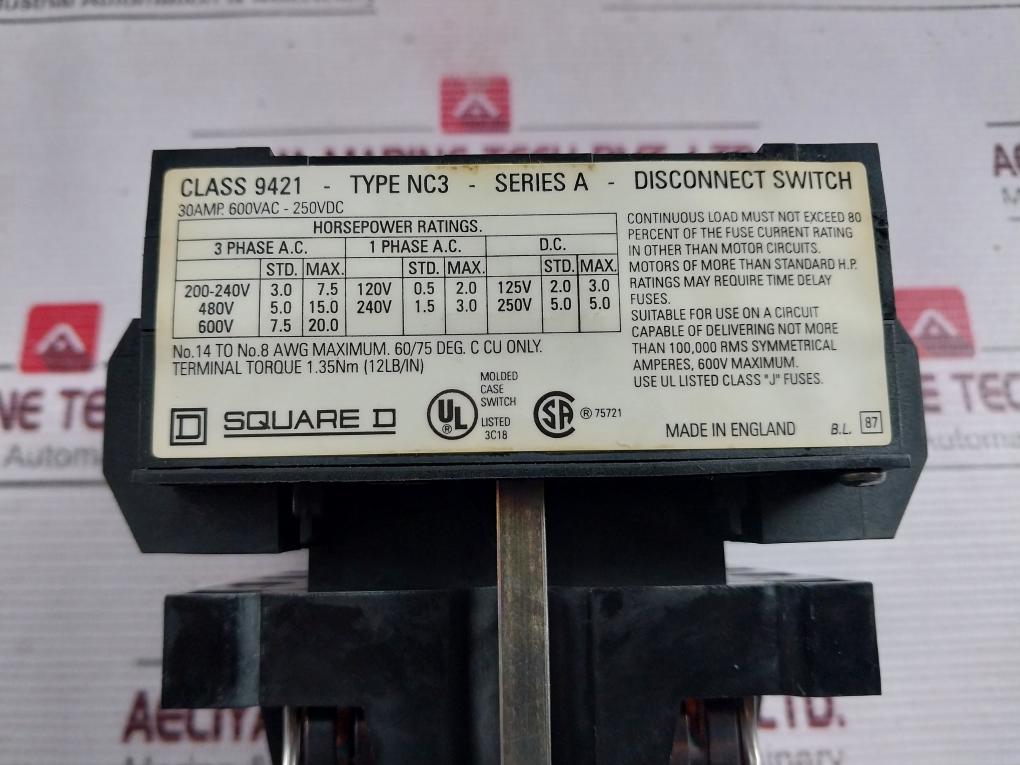 CLASS 9421 - TYPE NC3 - SERIES A - DISCONNECT SWITCH
30AMP. 600VAC - 250VDC
HORSEPOWER RATINGS.
3 PHASE A.C. 1 PHASE A.C. D.C.
STD. MAX. STD. MAX. STD. MAX.
200-240V 3.0 7.5 120V 0.5 2.0 125V 2.0 3.0
480V 5.0 15.0 240V 1.5 3.0 250V 5.0 5.0
600V 7.5 20.0
No.14 TO No.8 AWG MAXIMUM. 60/75 DEG. C CU ONLY.
TERMINAL TORQUE 1.35Nm (12LB/IN)
CONTINUOUS LOAD MUST NOT EXCEED 80
PERCENT OF THE FUSE CURRENT RATING
IN OTHER THAN MOTOR CIRCUITS.
MOTORS OF MORE THAN STANDARD H.P.
RATINGS MAY REQUIRE TIME DELAY
FUSES.
SUITABLE FOR USE ON A CIRCUIT
CAPABLE OF DELIVERING NOT MORE
THAN 100,000 RMS SYMMETRICAL
AMPERES, 600V MAXIMUM.
USE UL LISTED CLASS "J" FUSES.
D SQUARE D
UL ®
MOLDED
CASE
SWITCH
LISTED
3C18
SA ® 75721
MADE IN ENGLAND B.L. 87